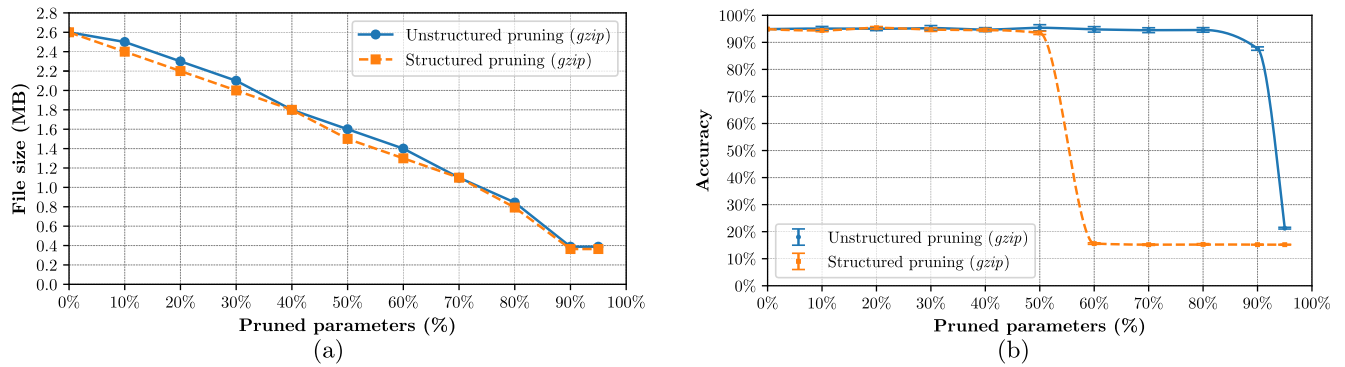 2.8
2.6
2.4
2.2
2.0
1.8
1.6
1.4
1.2
1.0
0.8
0.6
0.4
0.2
0.0
File size (MB)
Unstructured pruning (gzip)
Structured pruning (gzip)
0% 10% 20% 30% 40% 50% 60% 70% 80% 90% 100%
Pruned parameters (%)
(a)
100%
90%
80%
70%
60%
50%
40%
30%
20%
10%
0%
Accuracy
Unstructured pruning (gzip)
Structured pruning (gzip)
0% 10% 20% 30% 40% 50% 60% 70% 80% 90% 100%
Pruned parameters (%)
(b)